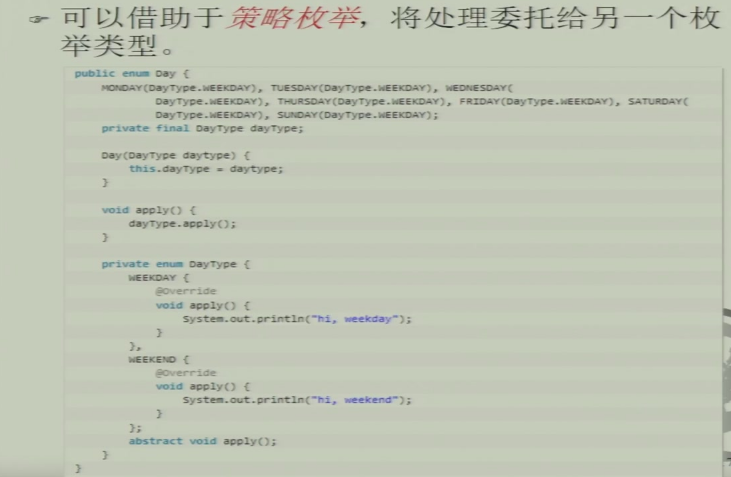 可以借助于策略枚举，将处理委托给另一个枚
举类型。
public enum Day {
MONDAY(DayType.WEEKDAY), TUESDAY(DayType.WEEKDAY), WEDNESDAY(
DayType.WEEKDAY), THURSDAY(DayType.WEEKDAY), FRIDAY(DayType.WEEKDAY), SATURDAY(
DayType.WEEKDAY), SUNDAY(DayType.WEEKDAY);
private final DayType dayType;
Day(DayType daytype) {
this.dayType = daytype;
}
void apply() {
dayType.apply();
}
private enum DayType {
WEEKDAY {
@Override
void apply() {
System.out.println("hi, weekday");
}
},
WEEKEND {
@Override
void apply() {
System.out.println("hi, weekend");
}
};
abstract void apply();
}
}